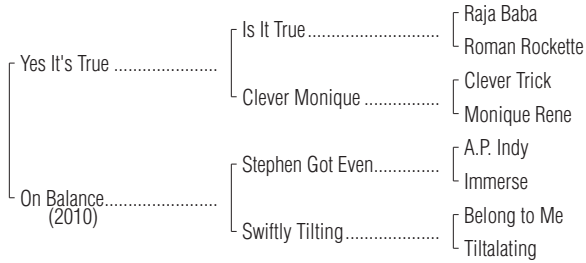 Raja Baba
Is It True
Roman Rockette
Yes It's True
Clever Trick
Clever Monique
Monique Rene
A.P. Indy
Stephen Got Even
Immerse
On Balance
(2010)
Belong to Me
Swiftly Tilting
Tiltalating